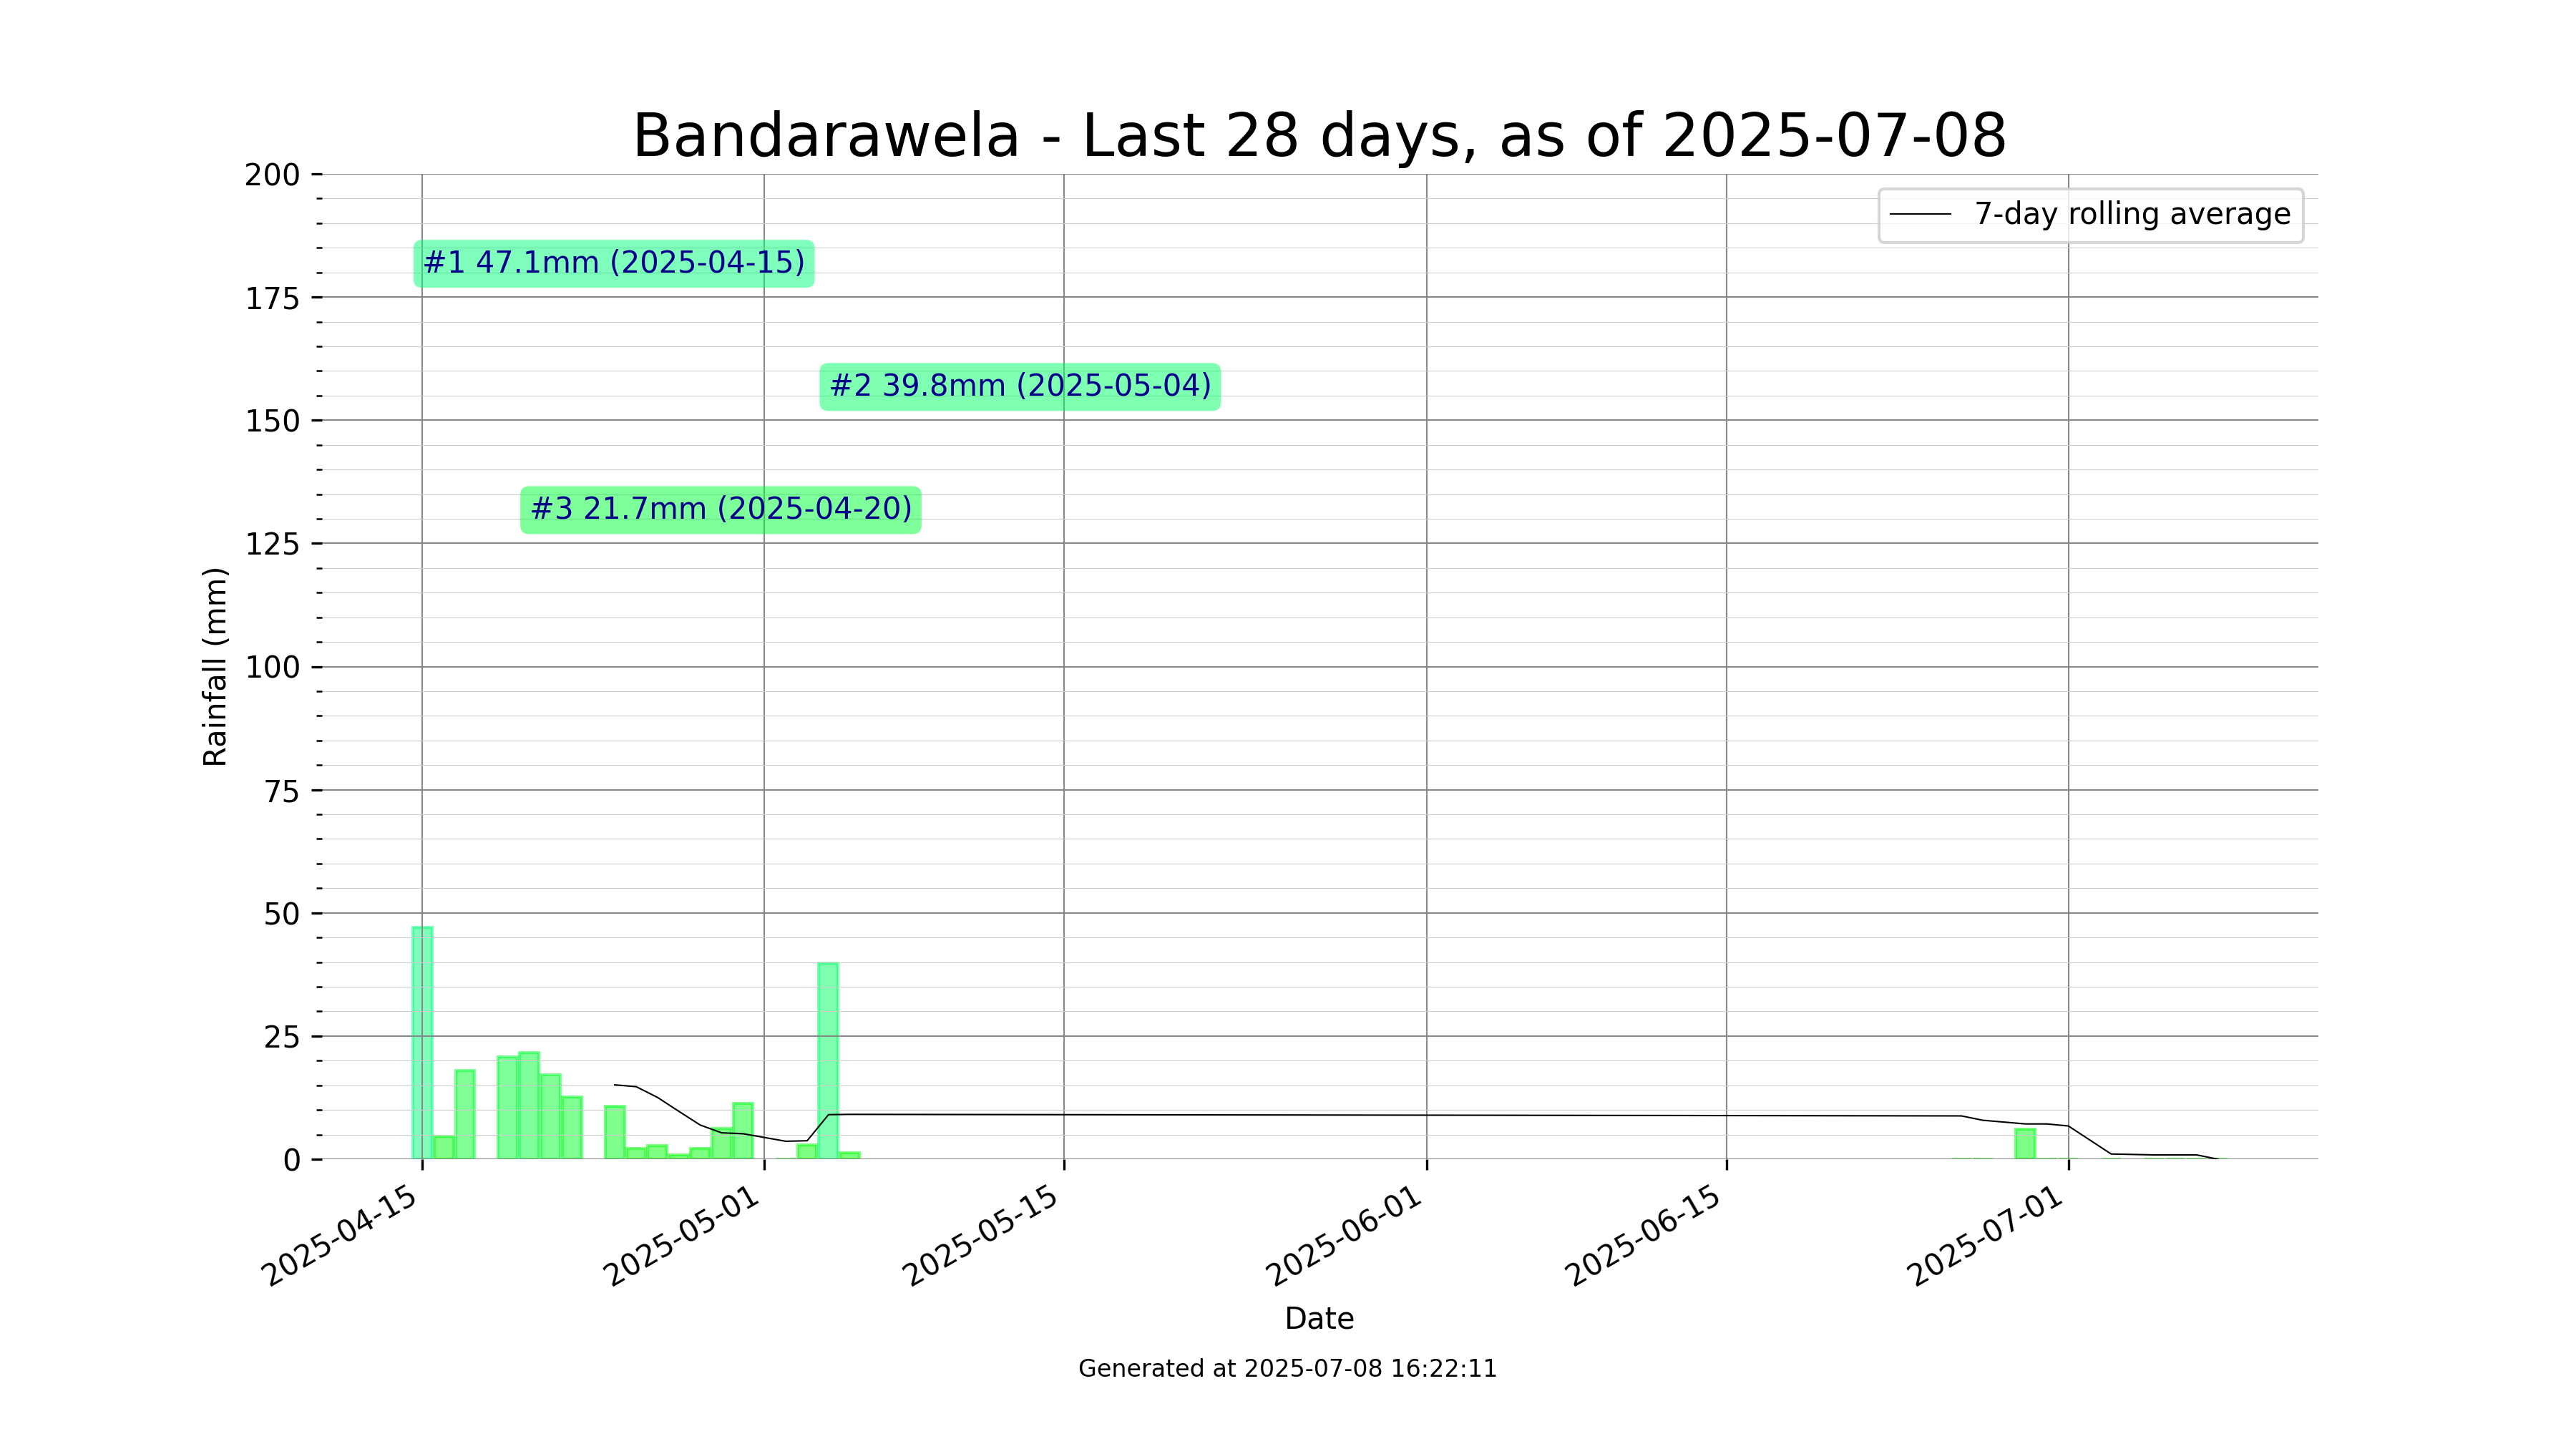 Bandarawela - Last 28 days, as of 2025-07-08
200
175
150
125
100
75
50
25
0
Rainfall (mm)
7-day rolling average
#1 47.1mm (2025-04-15)
#2 39.8mm (2025-05-04)
#3 21.7mm (2025-04-20)
2025-04-15
2025-05-01
2025-05-15
2025-06-01
2025-06-15
2025-07-01
Date
Generated at 2025-07-08 16:22:11